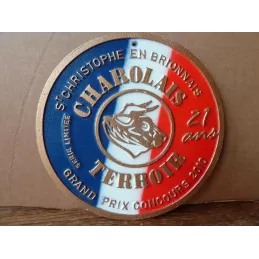 St CHRISTOPHE EN BRIONNAIS
CHAROLAIS
21
ans
TERROIR
SÉRIE LIMITÉE
GRAND PRIX CONCOURS 2010